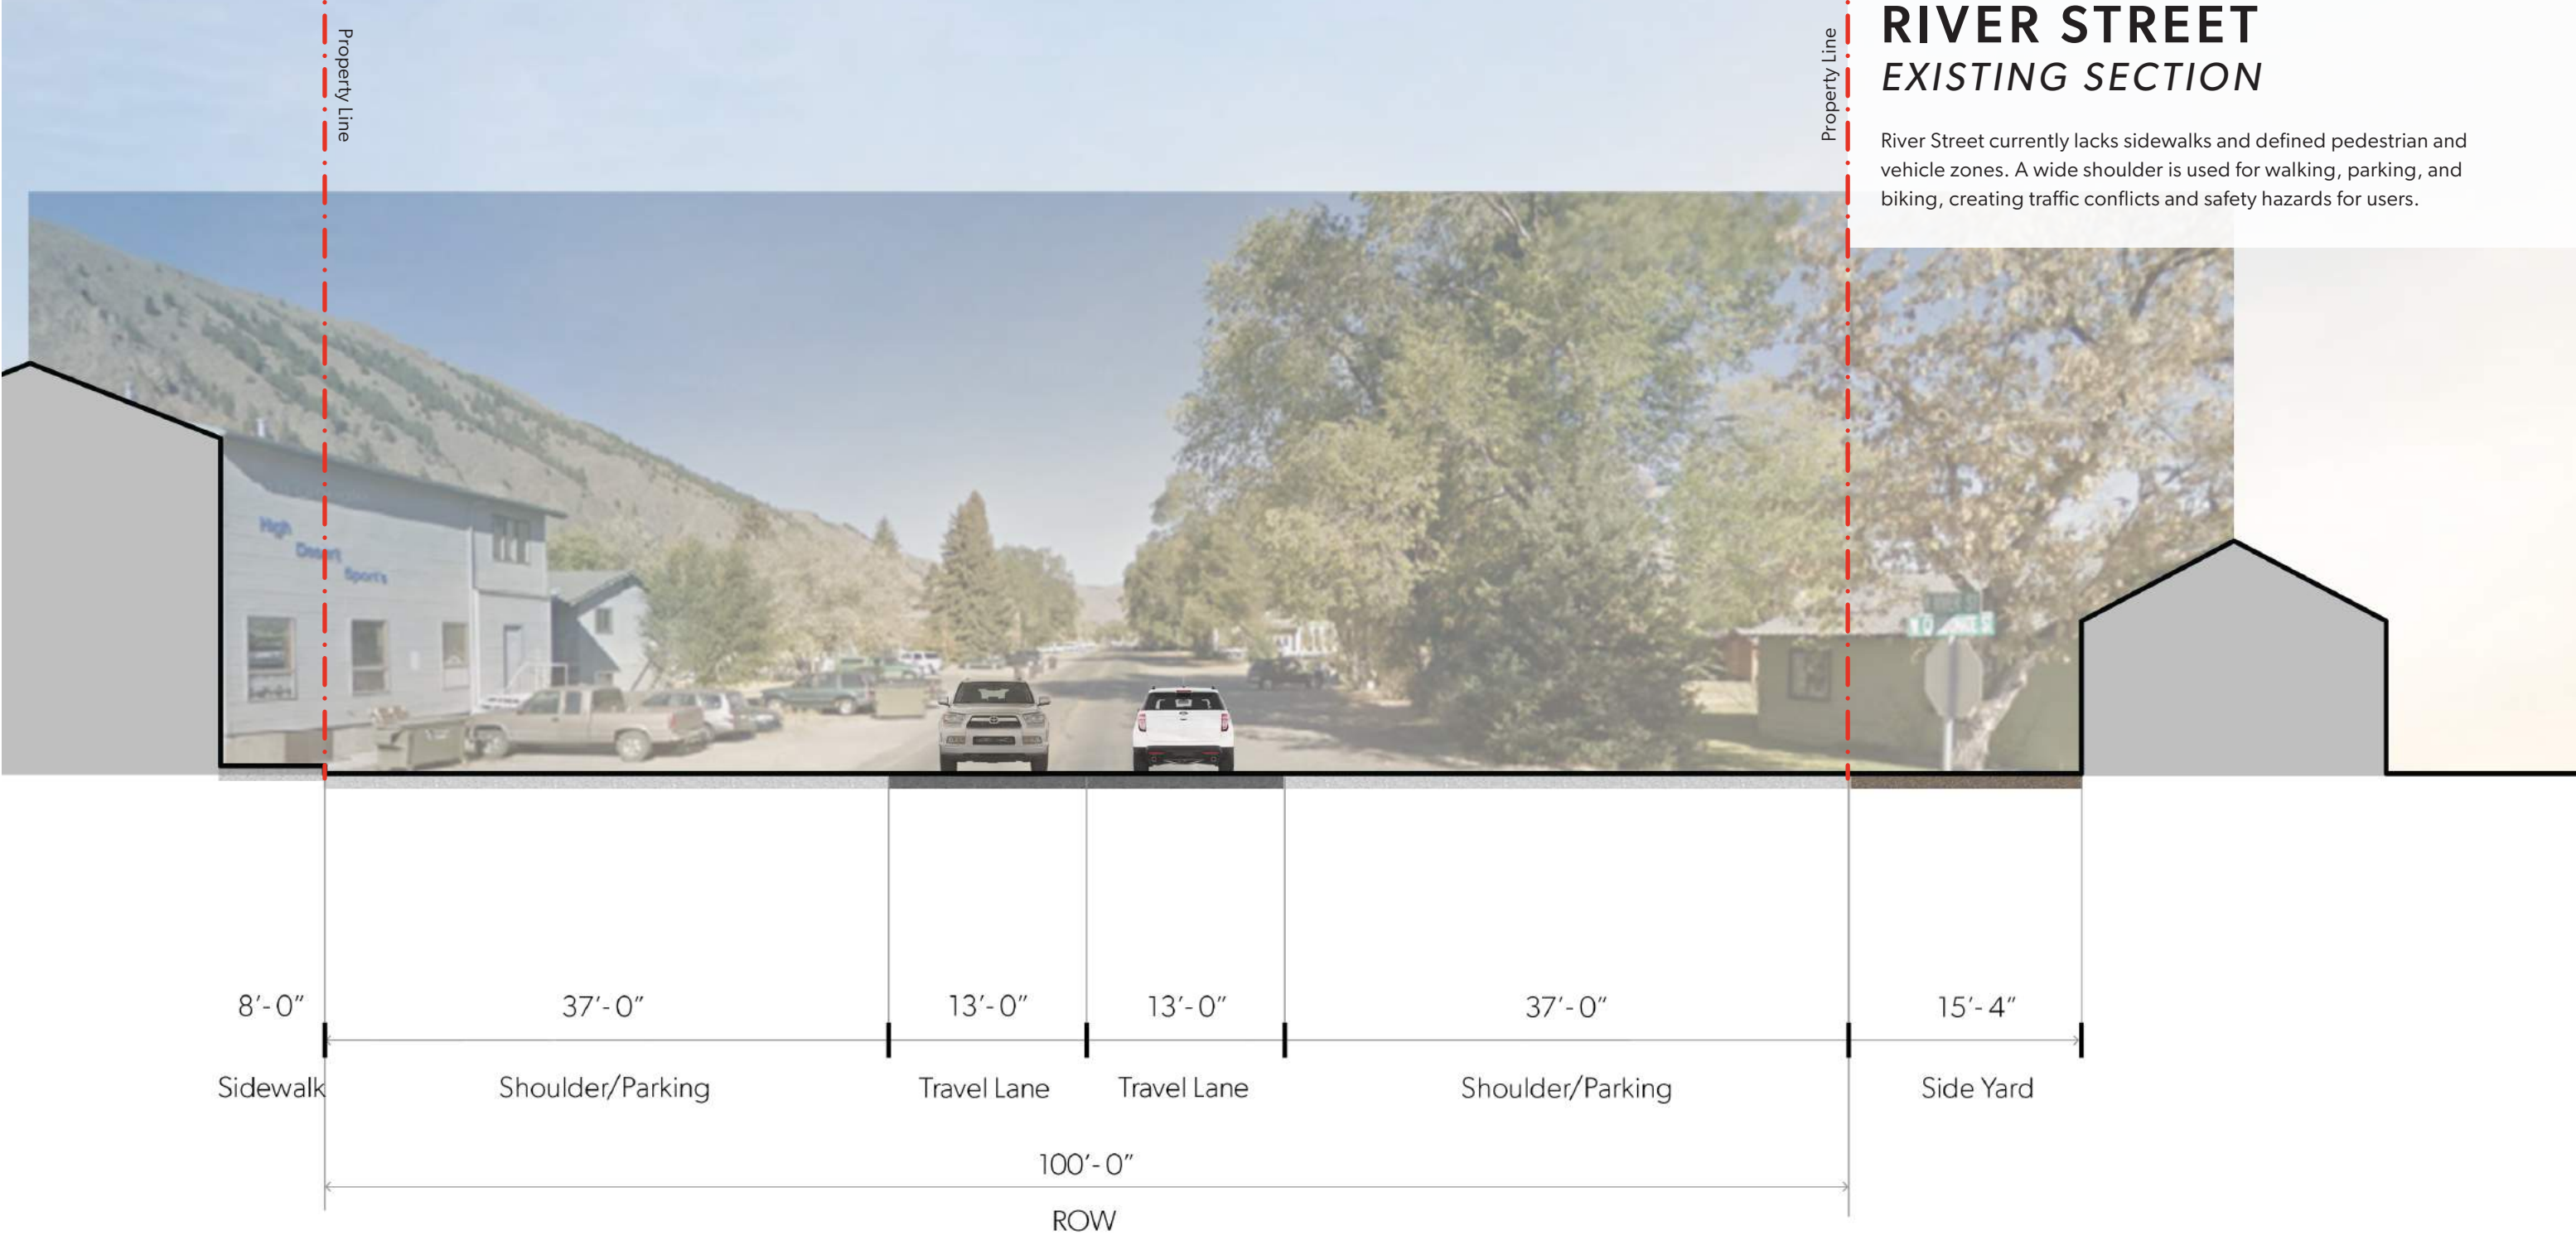 RIVER STREET
EXISTING SECTION
River Street currently lacks sidewalks and defined pedestrian and
vehicle zones. A wide shoulder is used for walking, parking, and
biking, creating traffic conflicts and safety hazards for users.
Property Line
Property Line
High
Desert
Sport's
8'-0"
37'-0"
13'-0"
13'-0"
37'-0"
15'-4"
Sidewalk
Shoulder/Parking
Travel Lane
Travel Lane
Shoulder/Parking
Side Yard
100'-0"
ROW